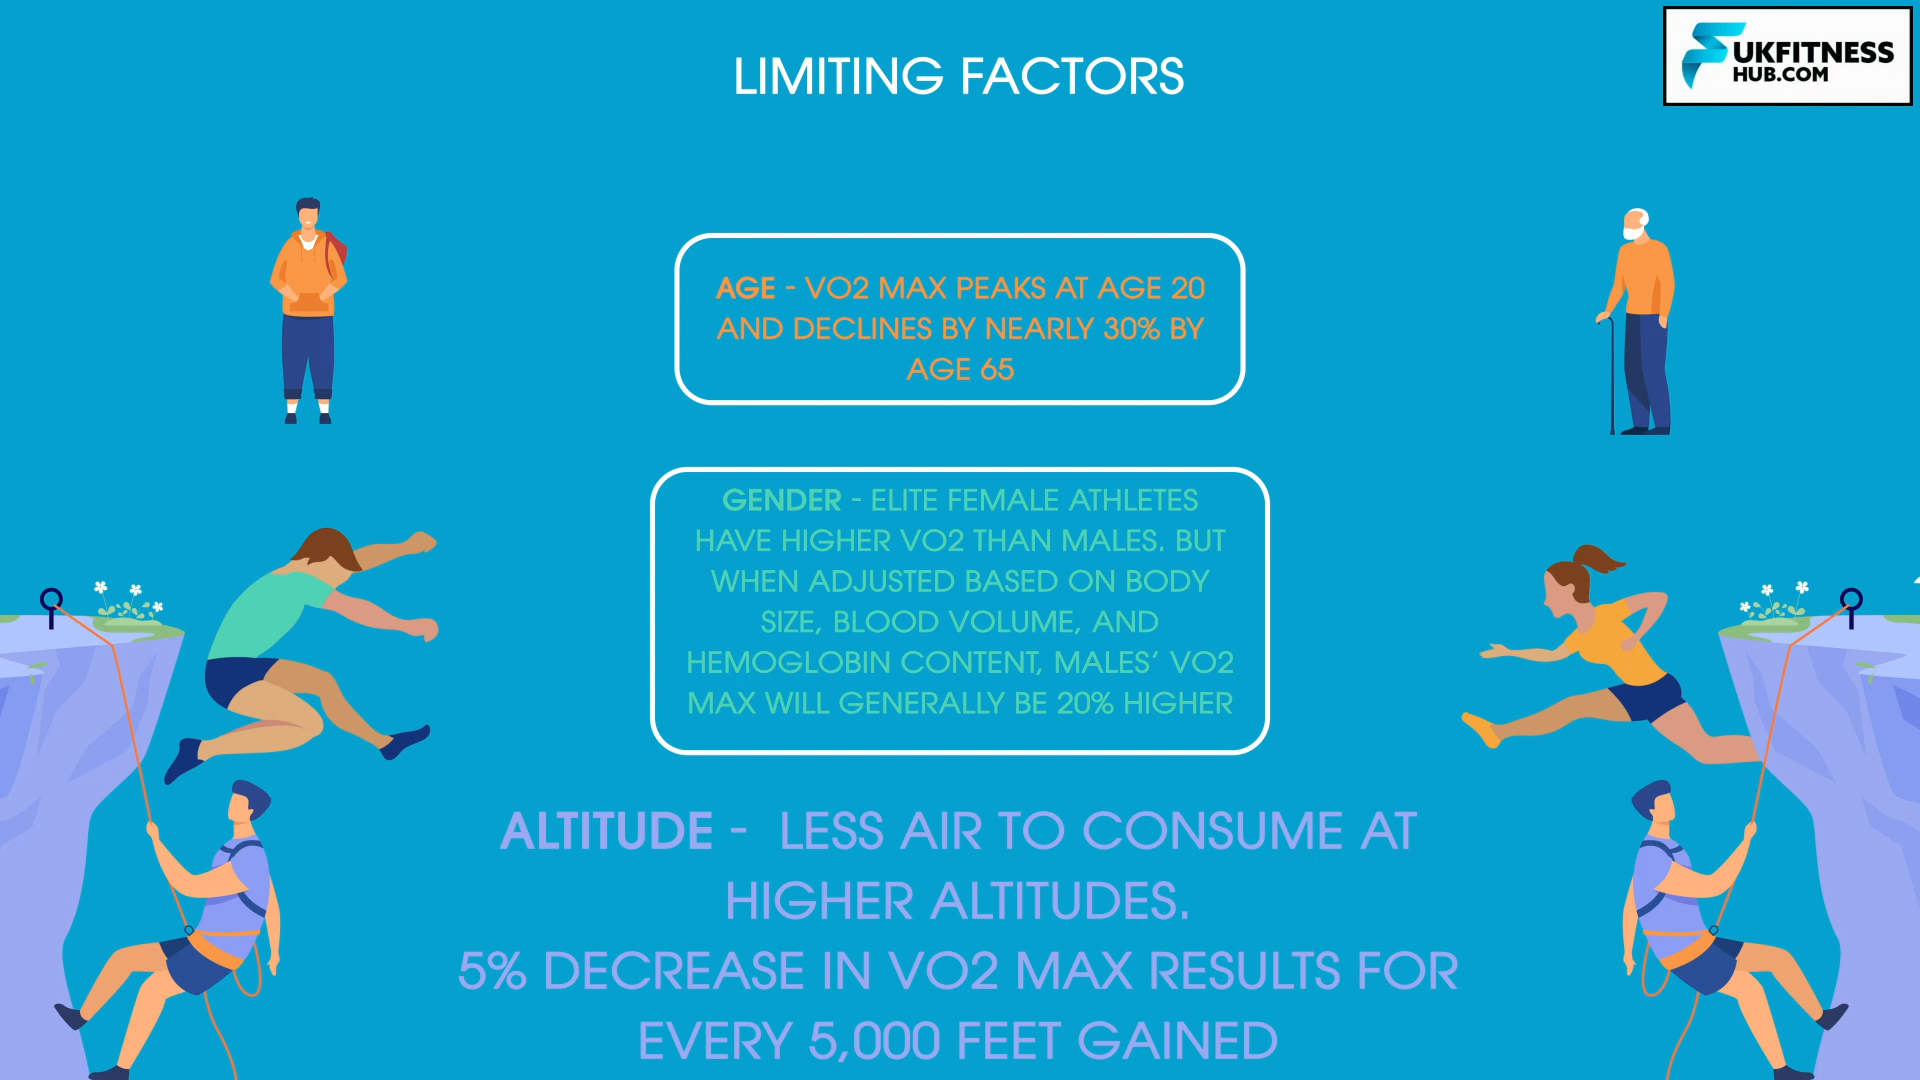 LIMITING FACTORS
UKFITNESS
HUB.COM
AGE - VO2 MAX PEAKS AT AGE 20
AND DECLINES BY NEARLY 30% BY
AGE 65
GENDER - ELITE FEMALE ATHLETES
HAVE HIGHER VO2 THAN MALES. BUT
WHEN ADJUSTED BASED ON BODY
SIZE, BLOOD VOLUME, AND
HEMOGLOBIN CONTENT, MALES’ VO2
MAX WILL GENERALLY BE 20% HIGHER
ALTITUDE - LESS AIR TO CONSUME AT
HIGHER ALTITUDES.
5% DECREASE IN VO2 MAX RESULTS FOR
EVERY 5,000 FEET GAINED